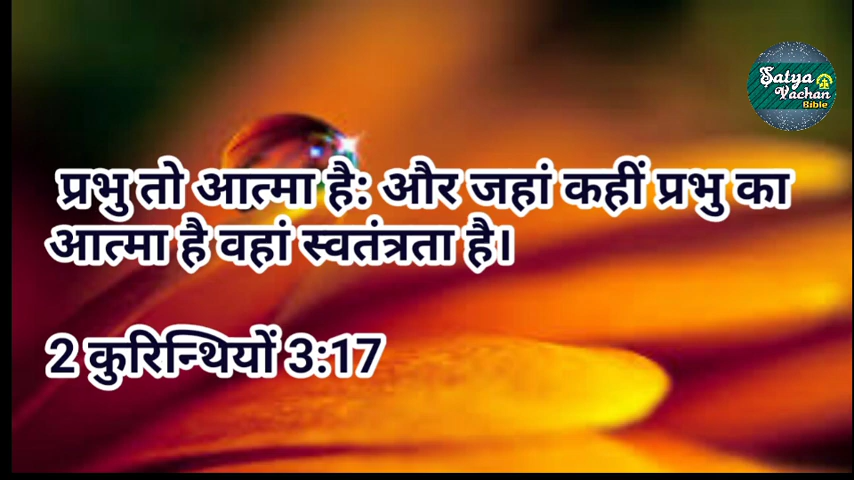 Satya
Vachan
Bible
प्रभु तो आत्मा है: और जहां कहीं प्रभु का
आत्मा है वहां स्वतंत्रता है।
2 कुरिन्थियों 3:17